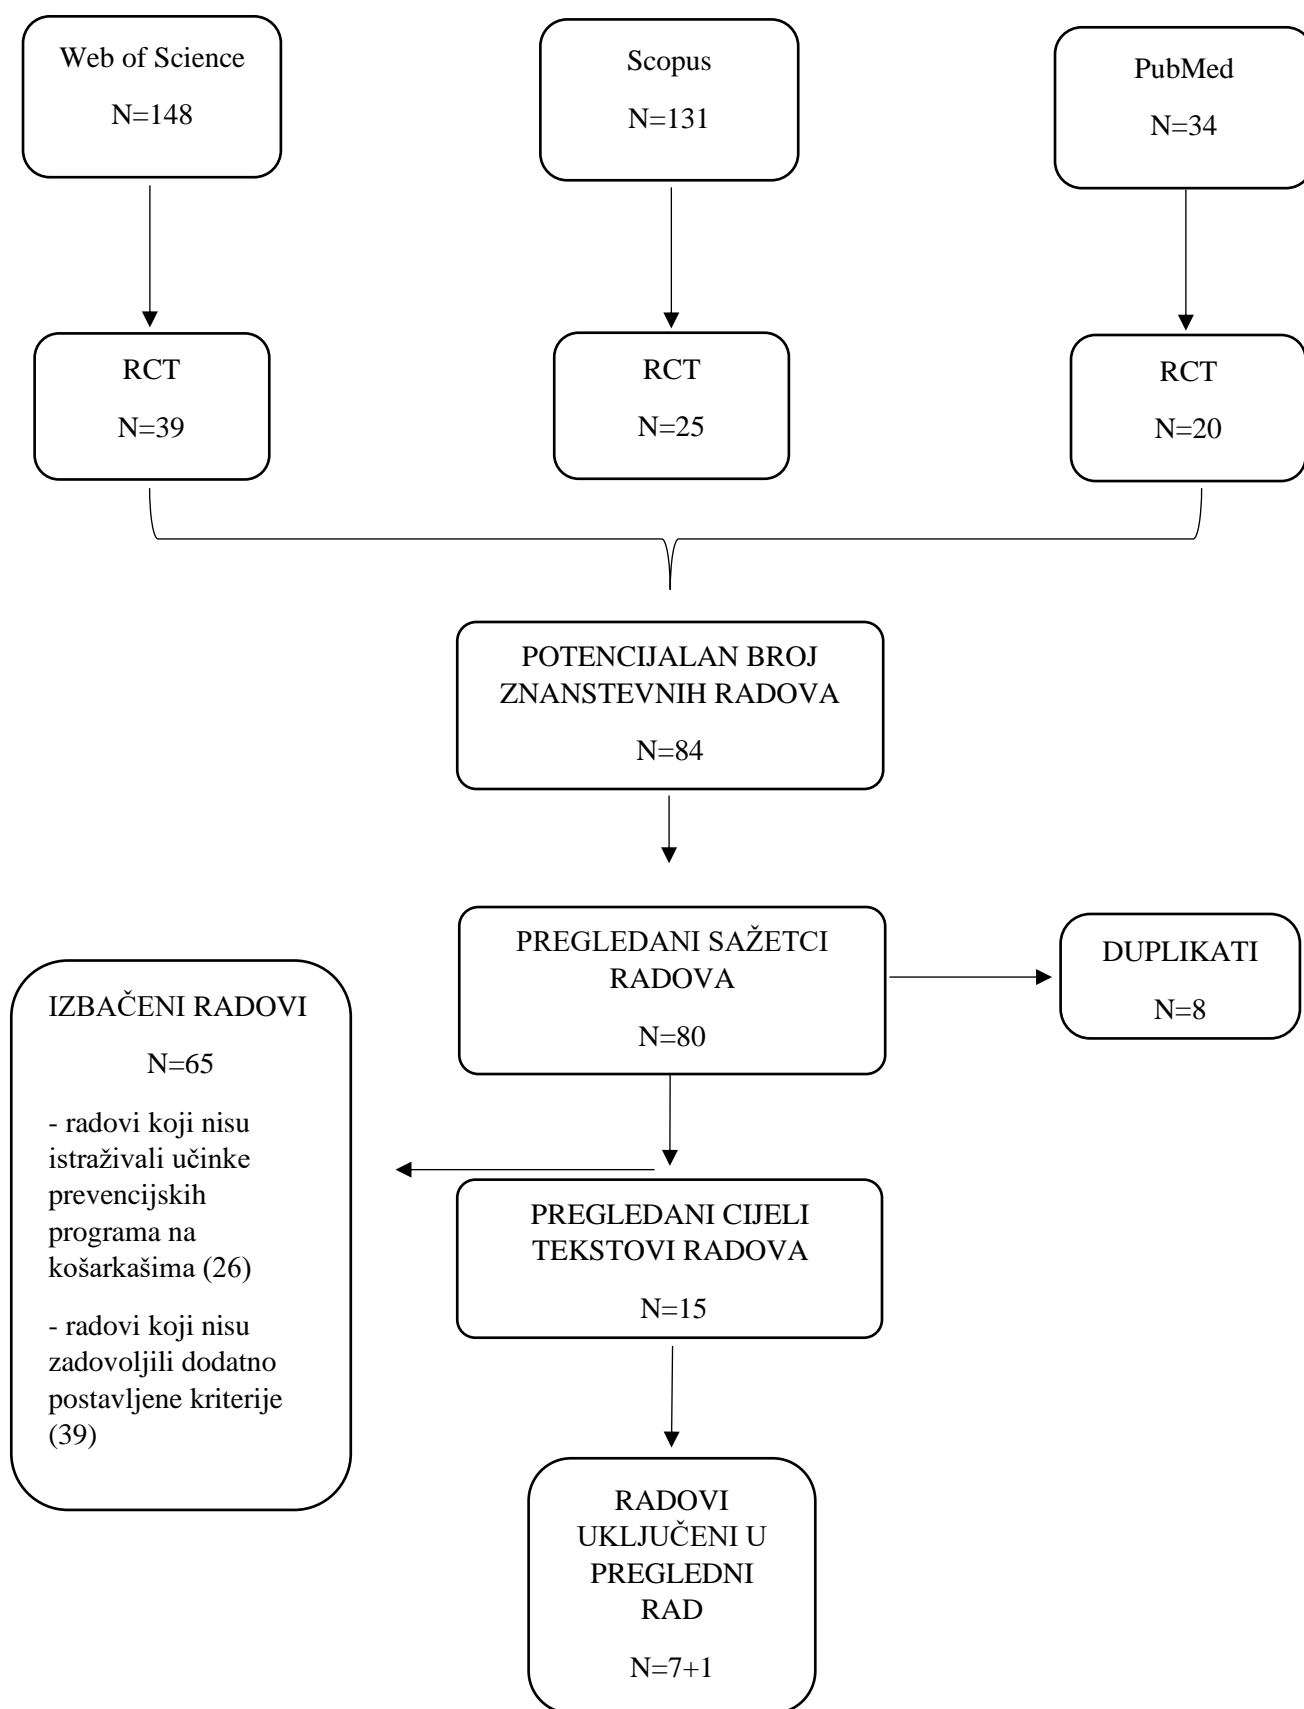 Web of Science
N=148
Scopus
N=131
PubMed
N=34
RCT
N=39
RCT
N=25
RCT
N=20
POTENCIJALAN BROJ
ZNANSTEVNIH RADOVA
N=84
PREGLEDANI SAŽETCI
RADOVA
N=80
DUPLIKATI
N=8
IZBAČENI RADOVI
N=65
- radovi koji nisu
istraživali učinke
prevencijskih
programa na
košarkašima (26)
- radovi koji nisu
zadovoljili dodatno
postavljene kriterije
(39)
PREGLEDANI CIJELI
TEKSTOVI RADOVA
N=15
RADOVI
UKLJUČENI U
PREGLEDNI
RAD
N=7+1